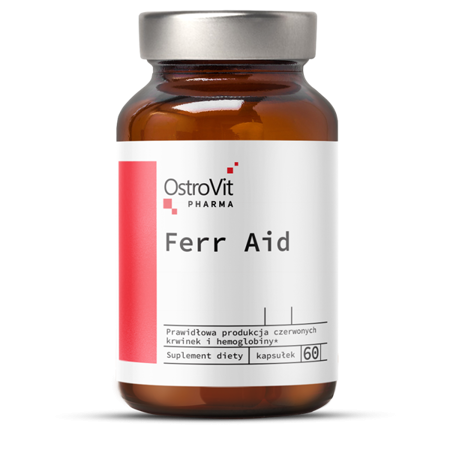 OstroVit
PHARMA
Ferr Aid
Prawidłowa produkcja czerwonych
krwinek i hemoglobiny*
Suplement diety
kapsułek 60